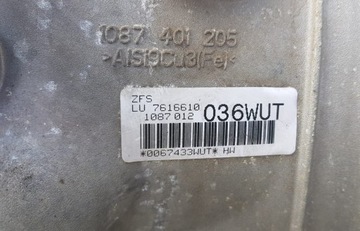 1087 401 205
>AlSi9Cu3(Fe)<
ZFS
LU 7616610
1087 012 036WUT
*0067433WUT* HW